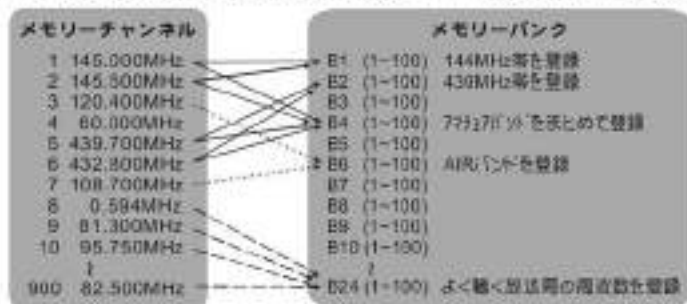 メモリーチャンネル
1 145.000MHz
2 145.500MHz
3 120.400MHz
4 60.000MHz
5 439.700MHz
6 432.800MHz
7 108.700MHz
8 0.594MHz
9 81.300MHz
10 95.750MHz
≀
900 82.500MHz
メモリーバンク
B1 (1~100) 144MHz帯を登録
B2 (1~100) 430MHz帯を登録
B3 (1~100)
B4 (1~100) アマチュアバンドをまとめて登録
B5 (1~100)
B6 (1~100) AIRバンドを登録
B7 (1~100)
B8 (1~100)
B9 (1~100)
B10 (1~100)
≀
B24 (1~100) よく聴く放送局の周波数を登録